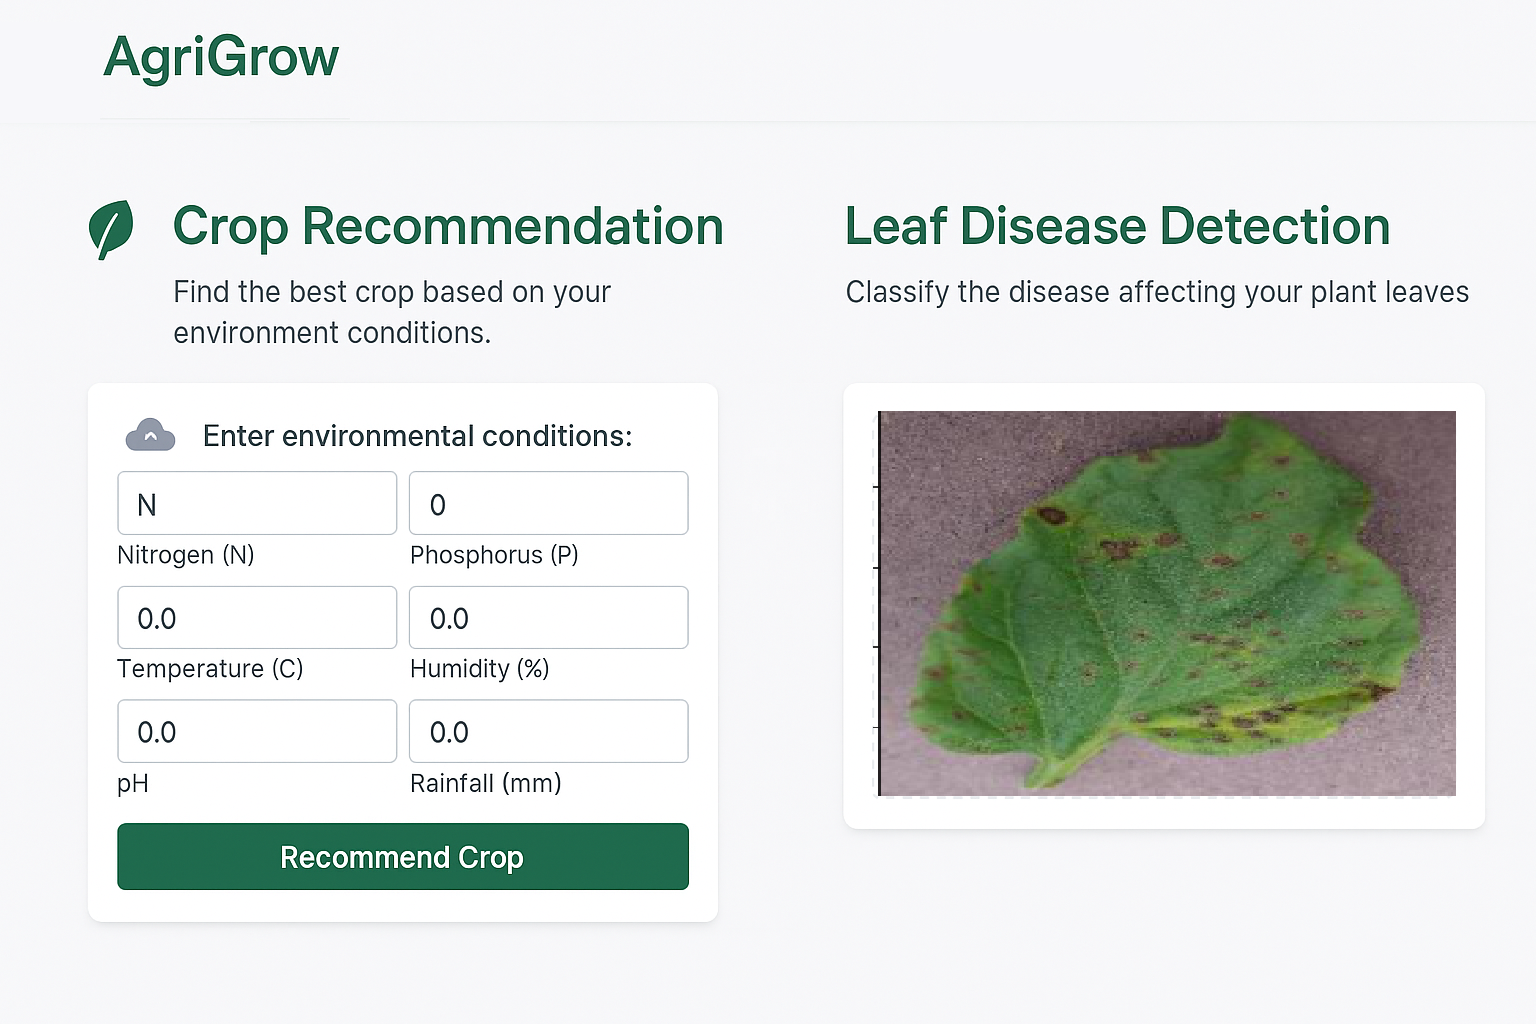 AgriGrow
Crop Recommendation
Find the best crop based on your
environment conditions.
Enter environmental conditions:
N
0
Nitrogen (N)
Phosphorus (P)
0.0
0.0
Temperature (C)
Humidity (%)
0.0
0.0
pH
Rainfall (mm)
Recommend Crop
Leaf Disease Detection
Classify the disease affecting your plant leaves